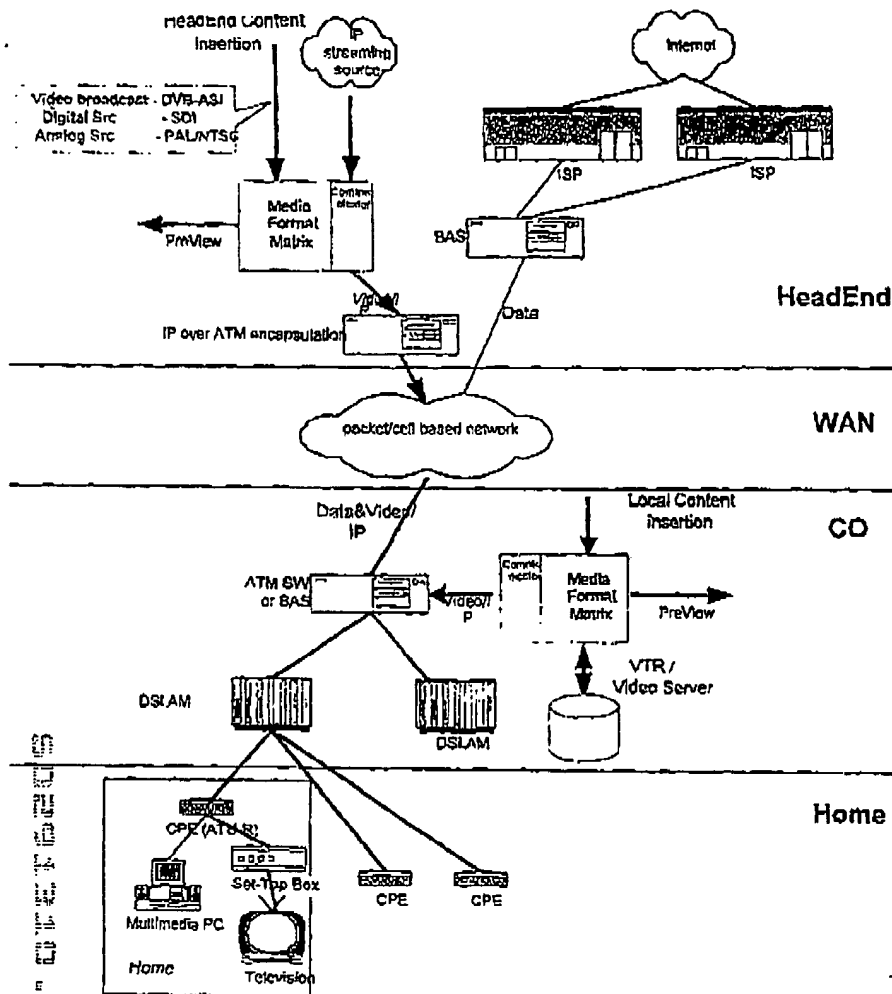 HeadEnd Content
Insertion
IP
streaming
source
Internet
Video broadcast - DVB-ASI
Digital Src - SDI
Analog Src - PAL/NTSC
ISP
ISP
Media
Format
Matrix
PreView
BAS
Video/I
P
Data
HeadEnd
IP over ATM encapsulation
WAN
packet/cell based network
Data&Video/
IP
Local Content
Insertion
CO
ATM SW
or BAS
Video/I
P
Media
Format
Matrix
PreView
VTR /
Video Server
DSLAM
DSLAM
Home
CPE (ATU-R)
Set-Top Box
CPE
CPE
Multimedia PC
Home
Television